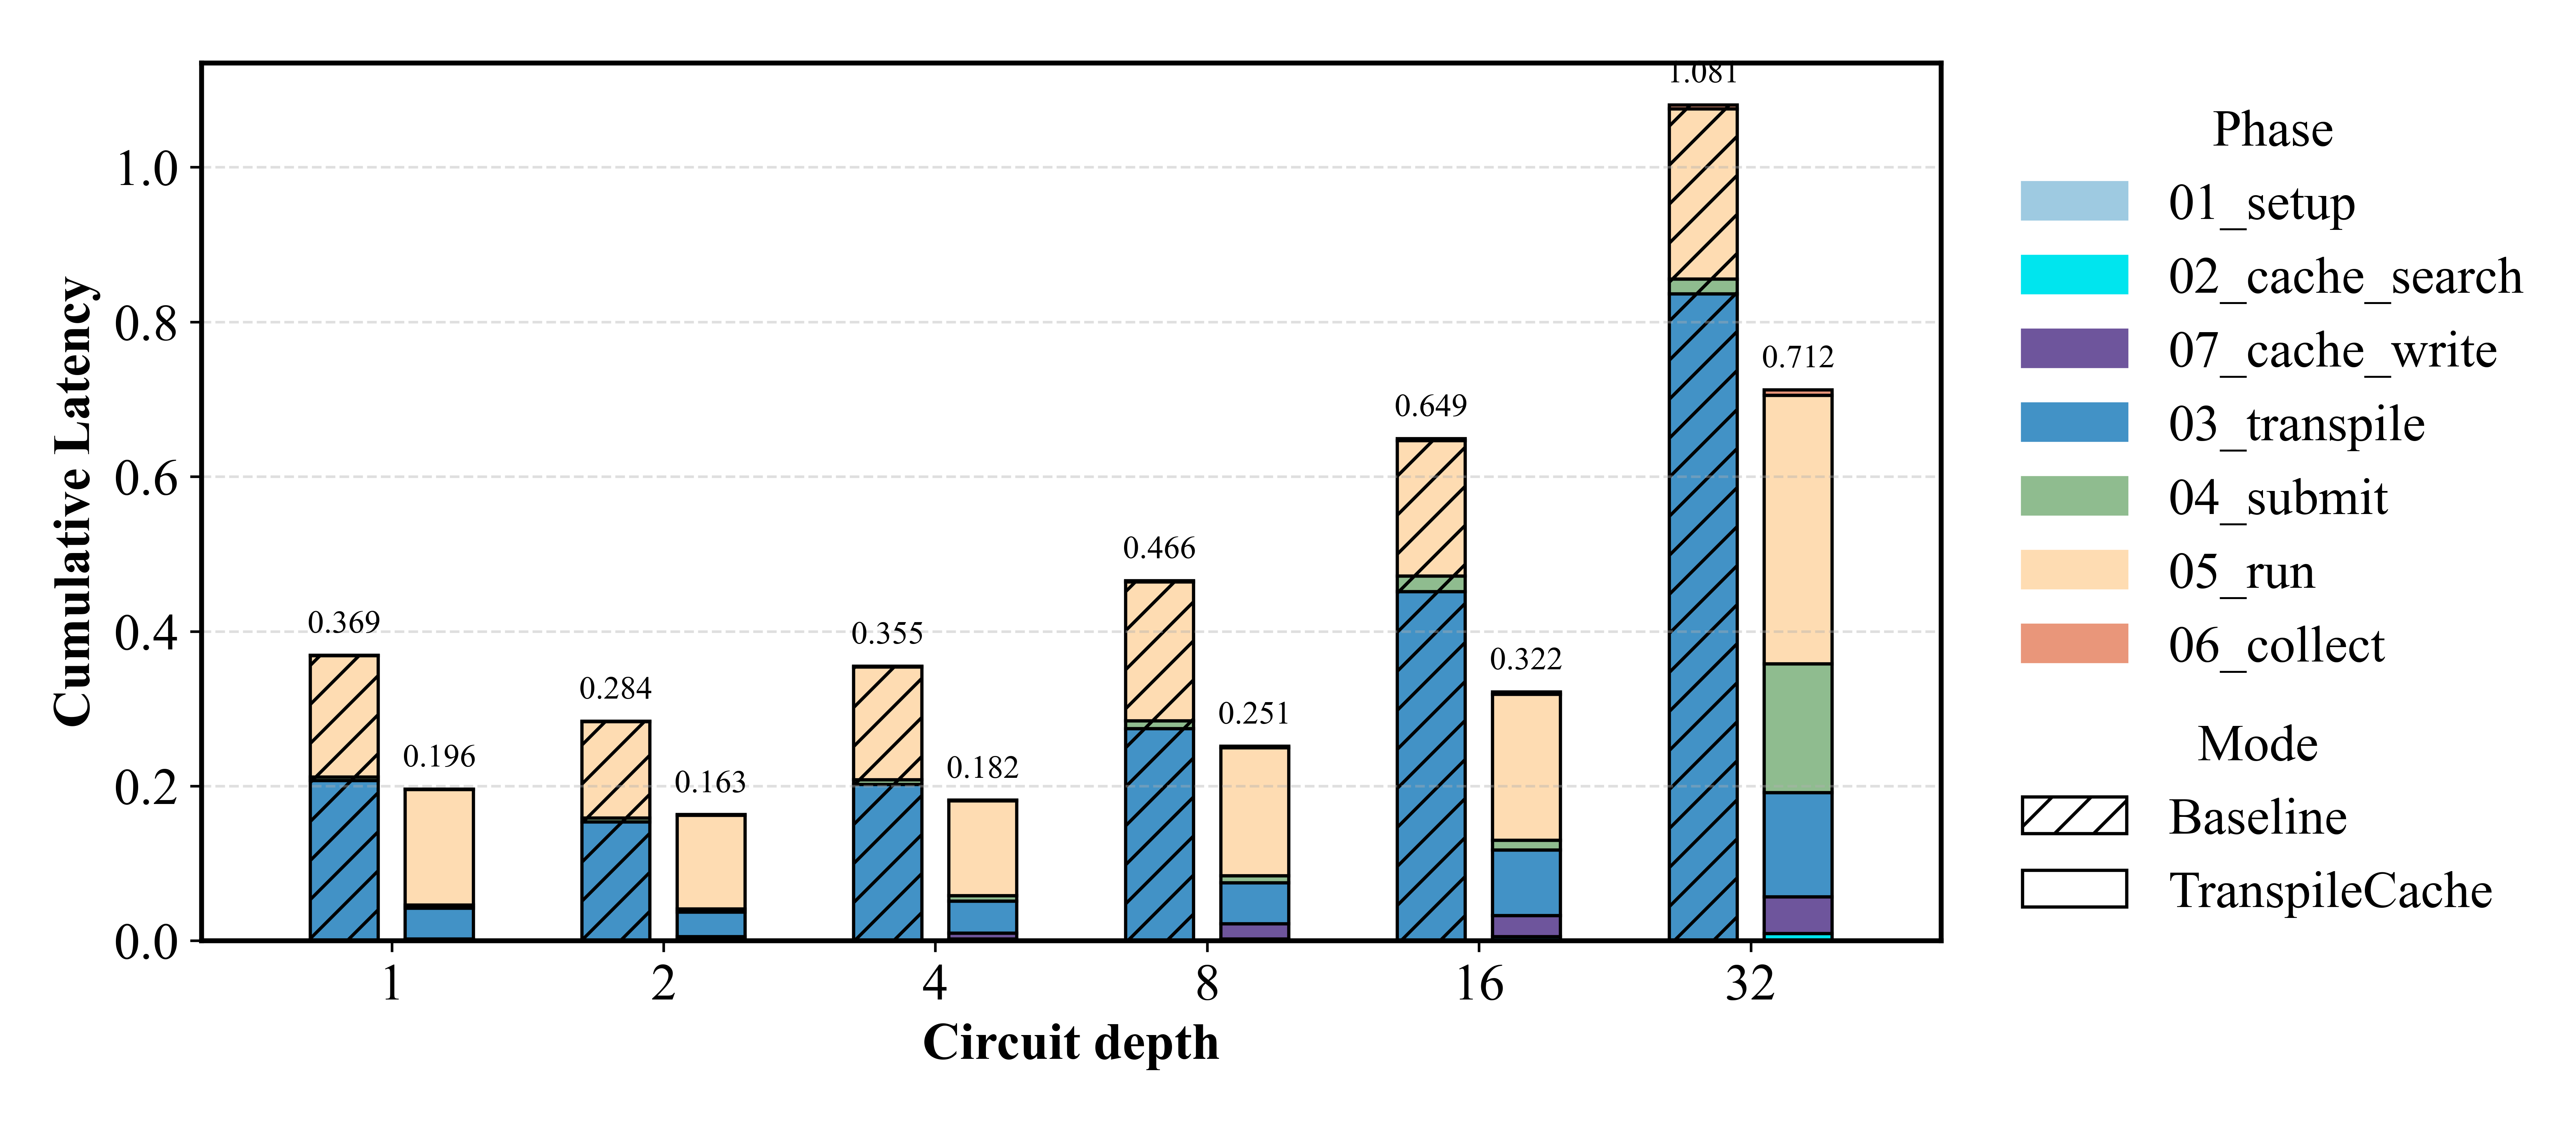 1.081
1.0
0.8
0.712
0.649
0.6
0.466
0.4
0.369
0.355
0.322
0.284
0.251
0.196
0.163
0.182
0.2
0.0
Cumulative Latency
1 2 4 8 16 32
Circuit depth
Phase
01_setup
02_cache_search
07_cache_write
03_transpile
04_submit
05_run
06_collect
Mode
Baseline
TranspileCache